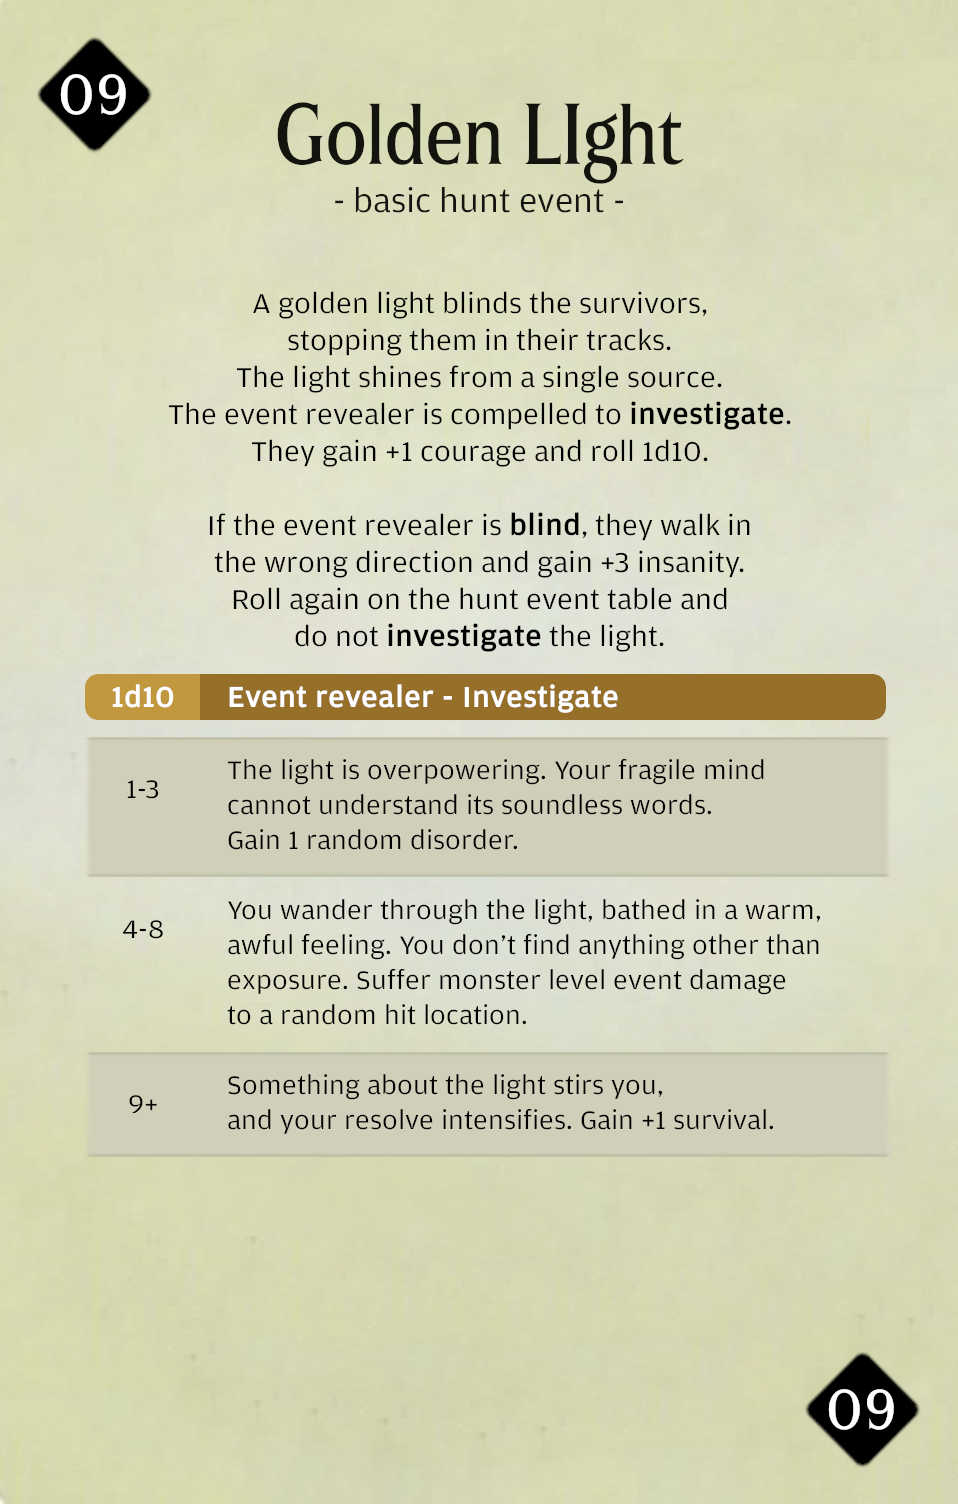 09
Golden LIght
- basic hunt event -
A golden light blinds the survivors,
stopping them in their tracks.
The light shines from a single source.
The event revealer is compelled to investigate.
They gain +1 courage and roll 1d10.
If the event revealer is blind, they walk in
the wrong direction and gain +3 insanity.
Roll again on the hunt event table and
do not investigate the light.
1d10 Event revealer - Investigate
1-3
The light is overpowering. Your fragile mind
cannot understand its soundless words.
Gain 1 random disorder.
4-8
You wander through the light, bathed in a warm,
awful feeling. You don’t find anything other than
exposure. Suffer monster level event damage
to a random hit location.
9+
Something about the light stirs you,
and your resolve intensifies. Gain +1 survival.
09